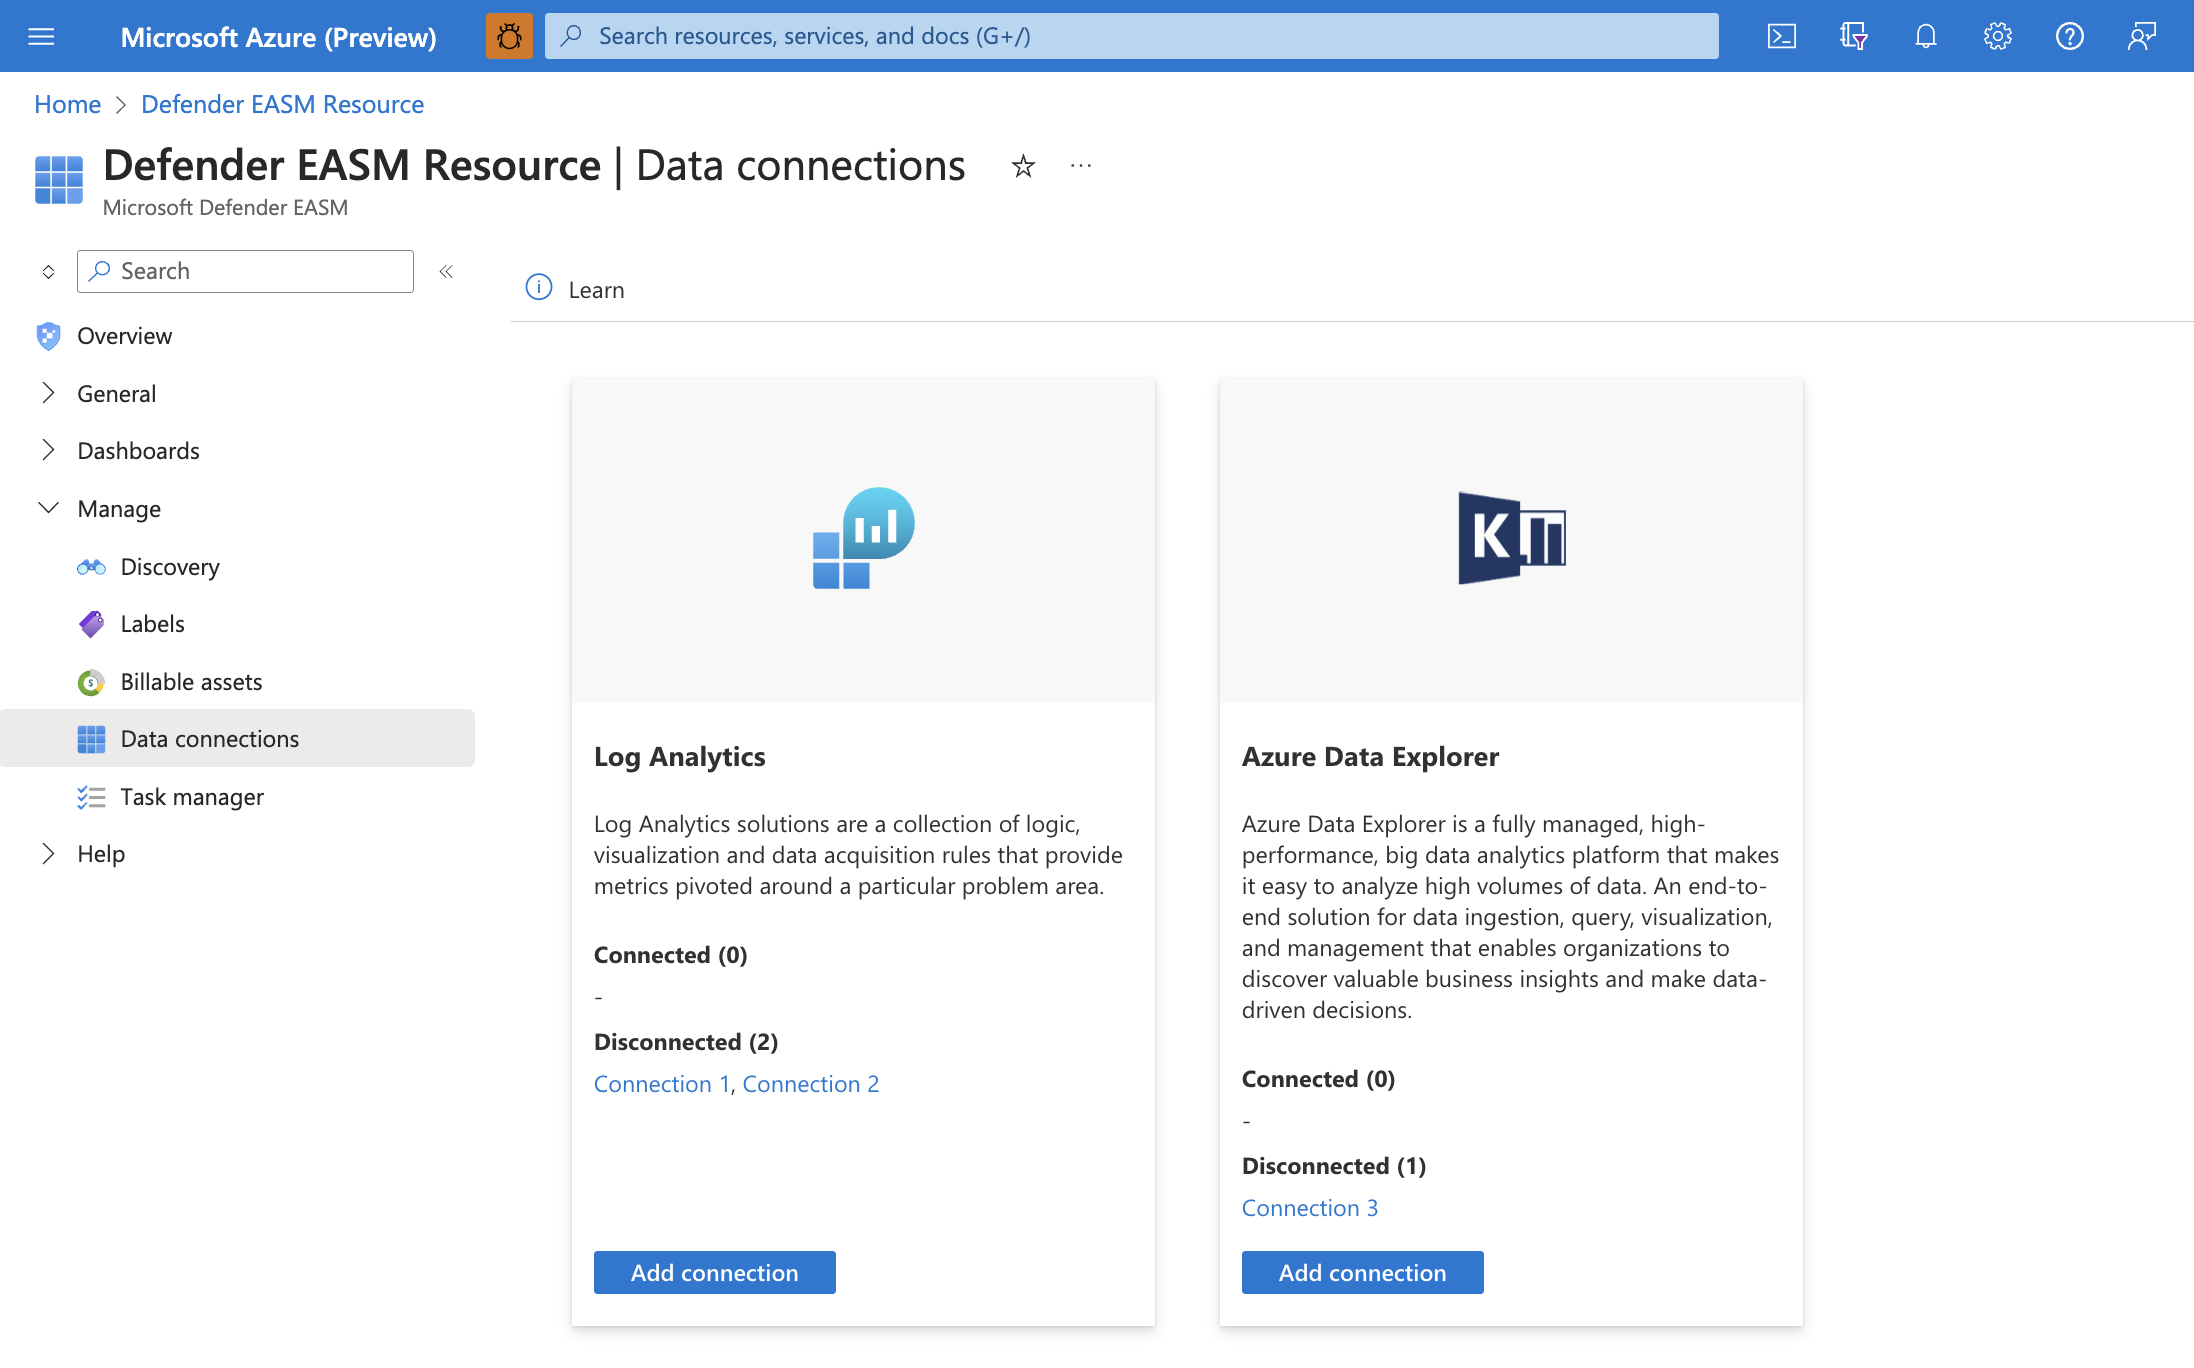 Microsoft Azure (Preview)
Search resources, services, and docs (G+/)
Home > Defender EASM Resource
Defender EASM Resource | Data connections
Microsoft Defender EASM
Search
Overview
General
Dashboards
Manage
Discovery
Labels
Billable assets
Data connections
Task manager
Help
Learn
Log Analytics
Log Analytics solutions are a collection of logic,
visualization and data acquisition rules that provide
metrics pivoted around a particular problem area.
Connected (0)
-
Disconnected (2)
Connection 1, Connection 2
Add connection
K
Azure Data Explorer
Azure Data Explorer is a fully managed, high-
performance, big data analytics platform that makes
it easy to analyze high volumes of data. An end-to-
end solution for data ingestion, query, visualization,
and management that enables organizations to
discover valuable business insights and make data-
driven decisions.
Connected (0)
-
Disconnected (1)
Connection 3
Add connection